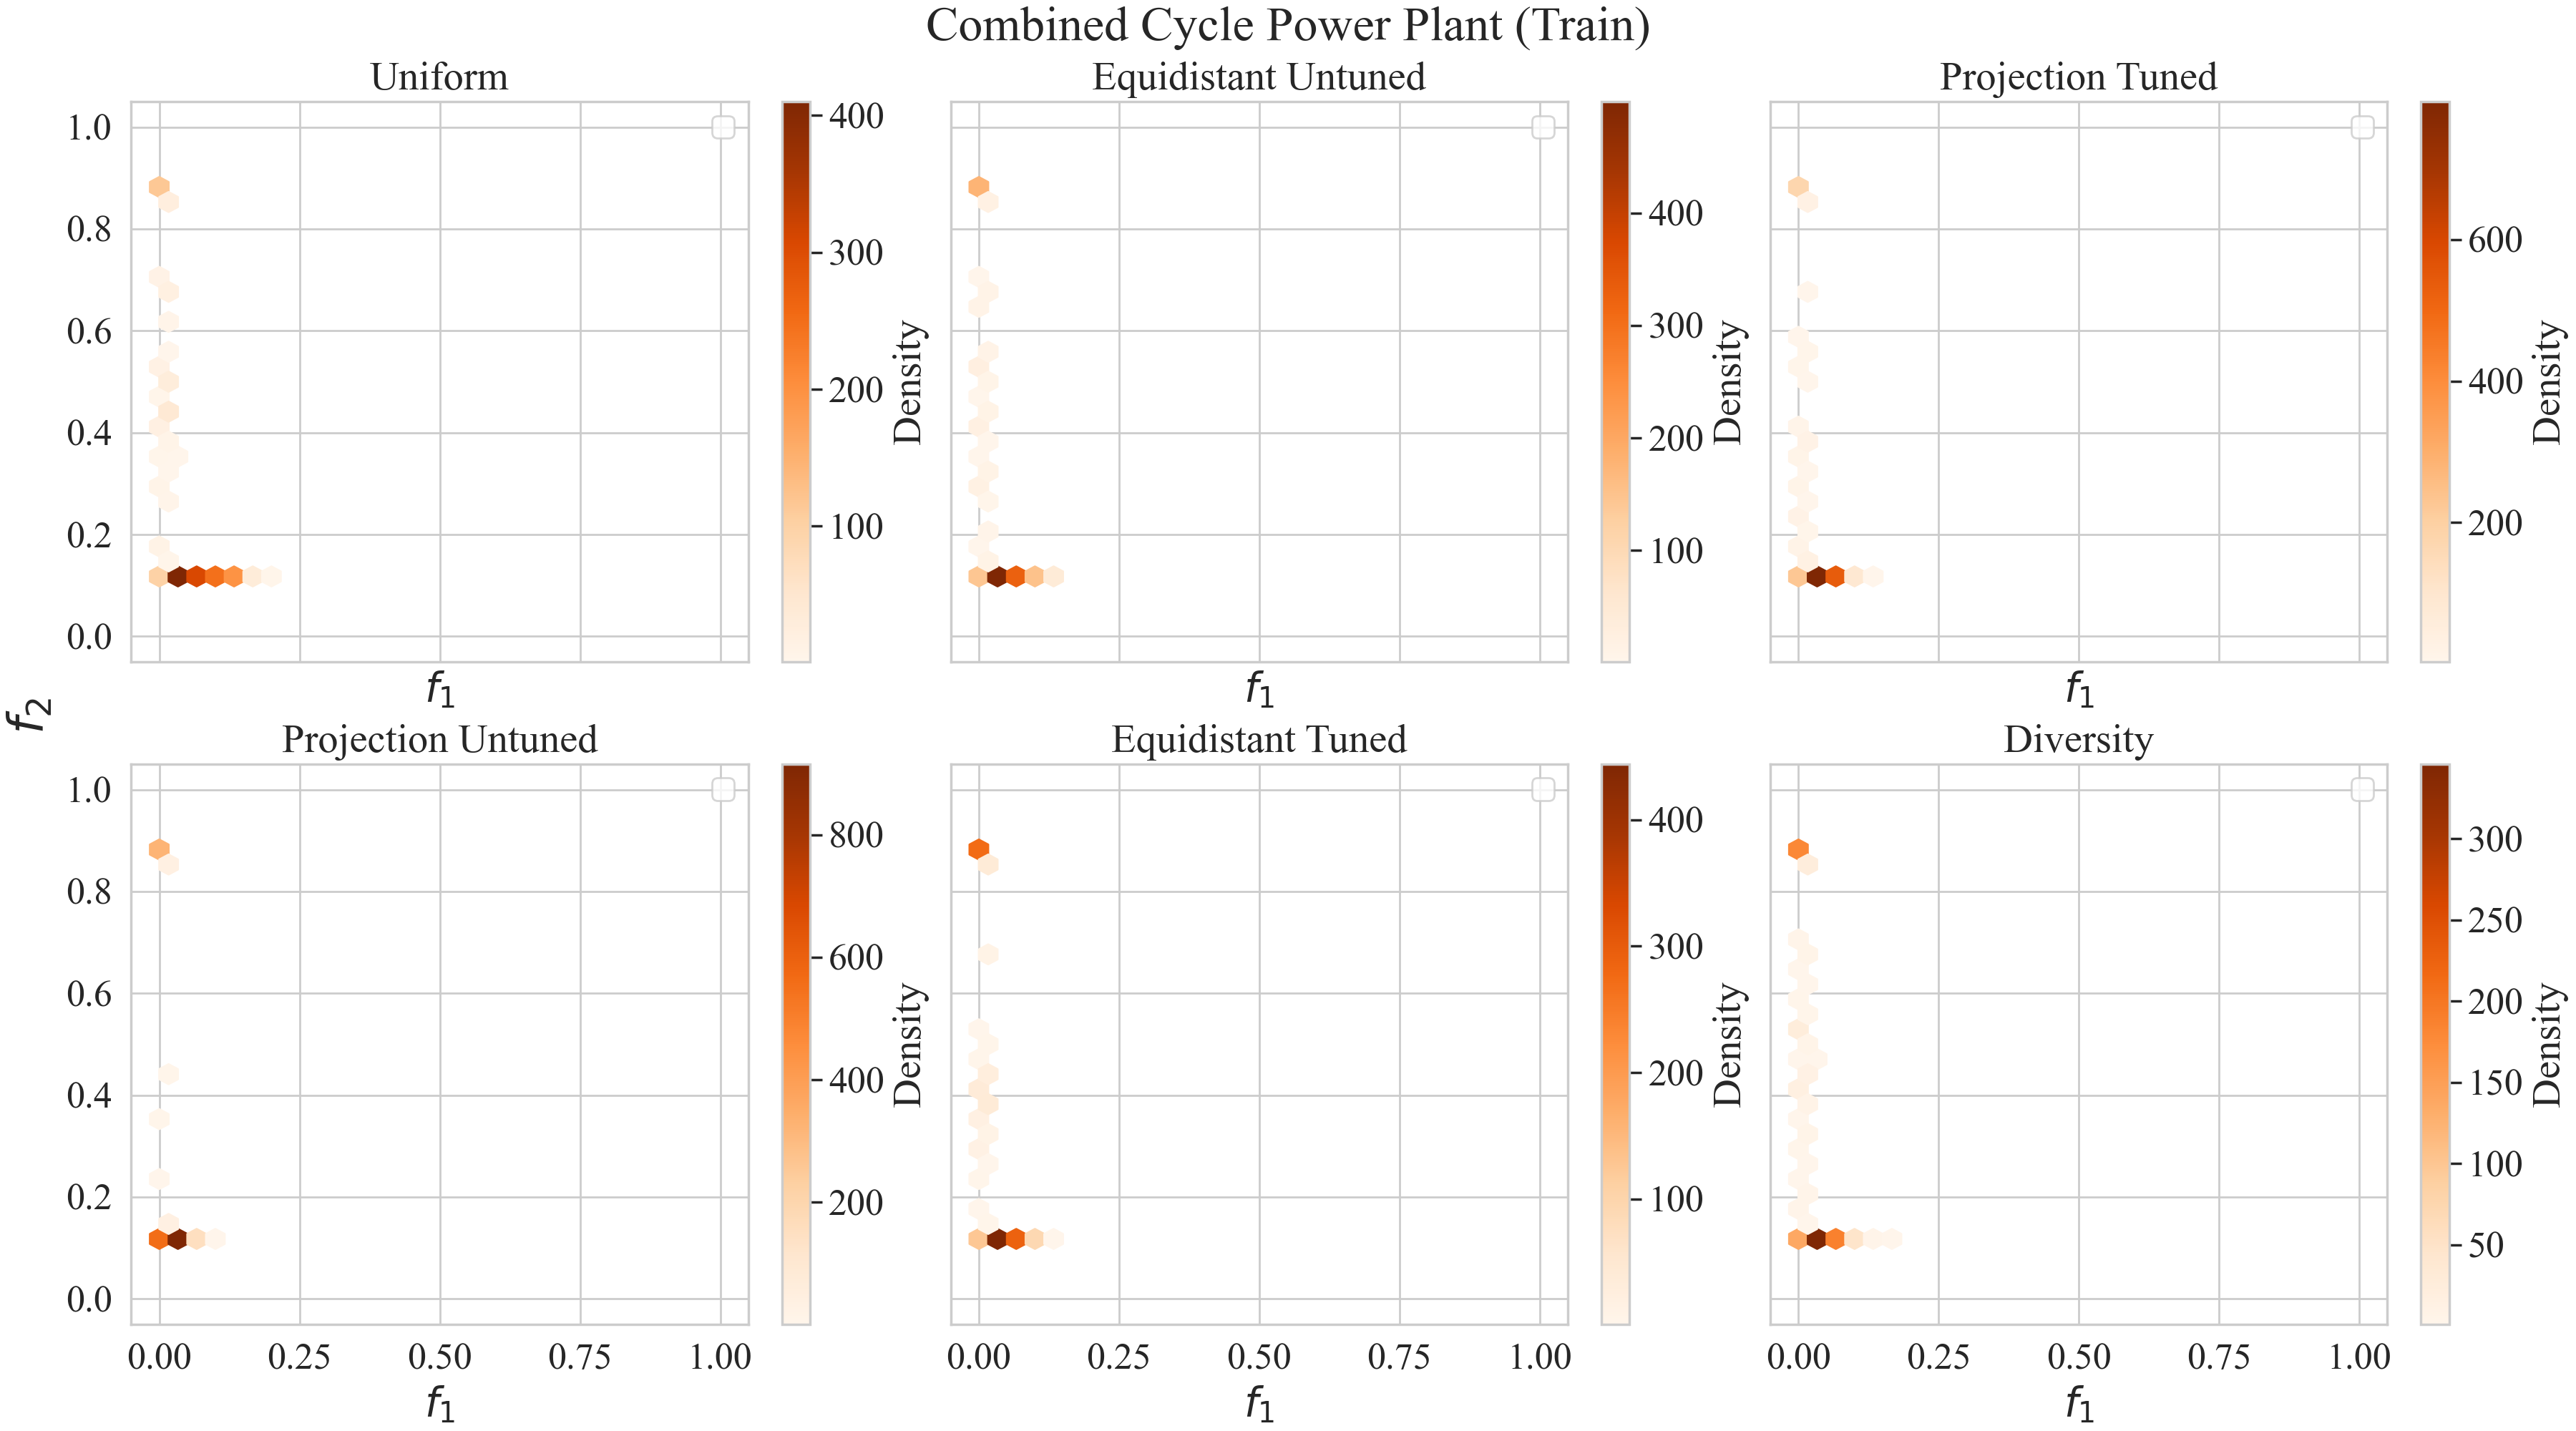 Combined Cycle Power Plant (Train)
Uniform
Equidistant Untuned
Projection Tuned
1.0
0.8
0.6
0.4
0.2
0.0
400
300
200
100
Density
400
300
200
100
Density
600
400
200
Density
f1
f1
f1
f2
Projection Untuned
Equidistant Tuned
Diversity
1.0
0.8
0.6
0.4
0.2
0.0
800
600
400
200
Density
400
300
200
100
Density
300
250
200
150
100
50
Density
0.00 0.25 0.50 0.75 1.00
0.00 0.25 0.50 0.75 1.00
0.00 0.25 0.50 0.75 1.00
f1
f1
f1